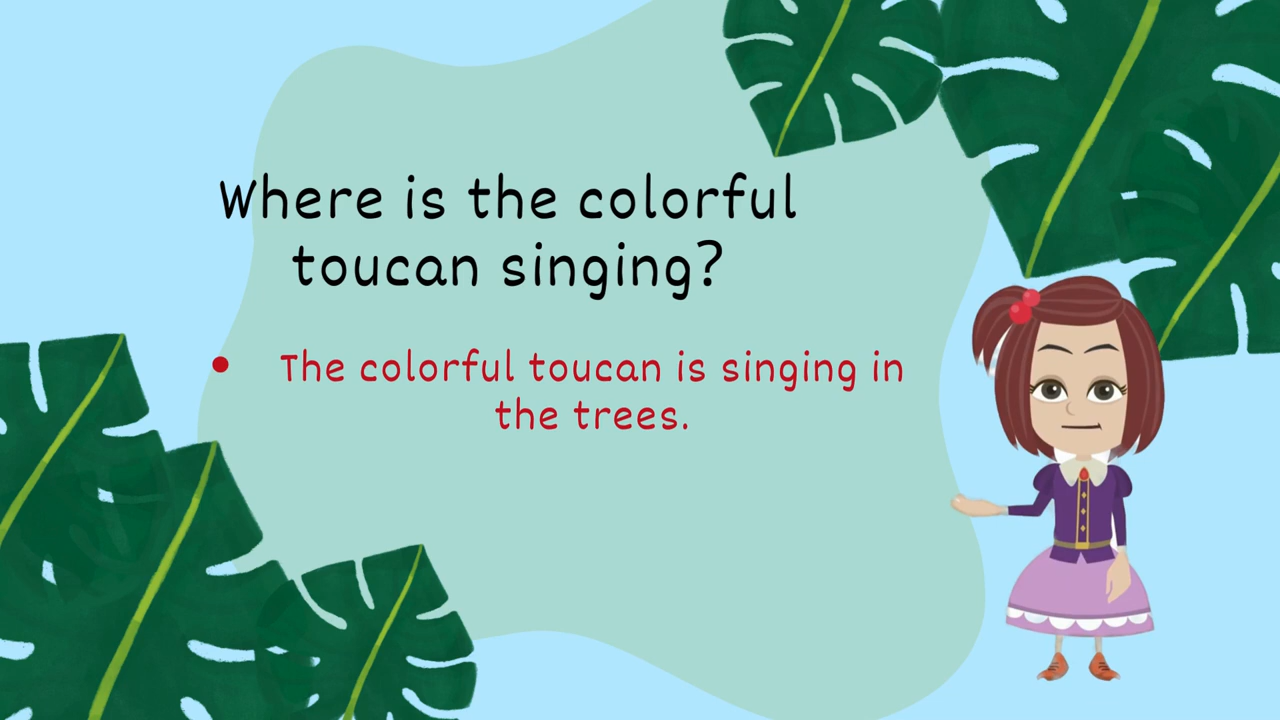 Where is the colorful
toucan singing?
• The colorful toucan is singing in
the trees.